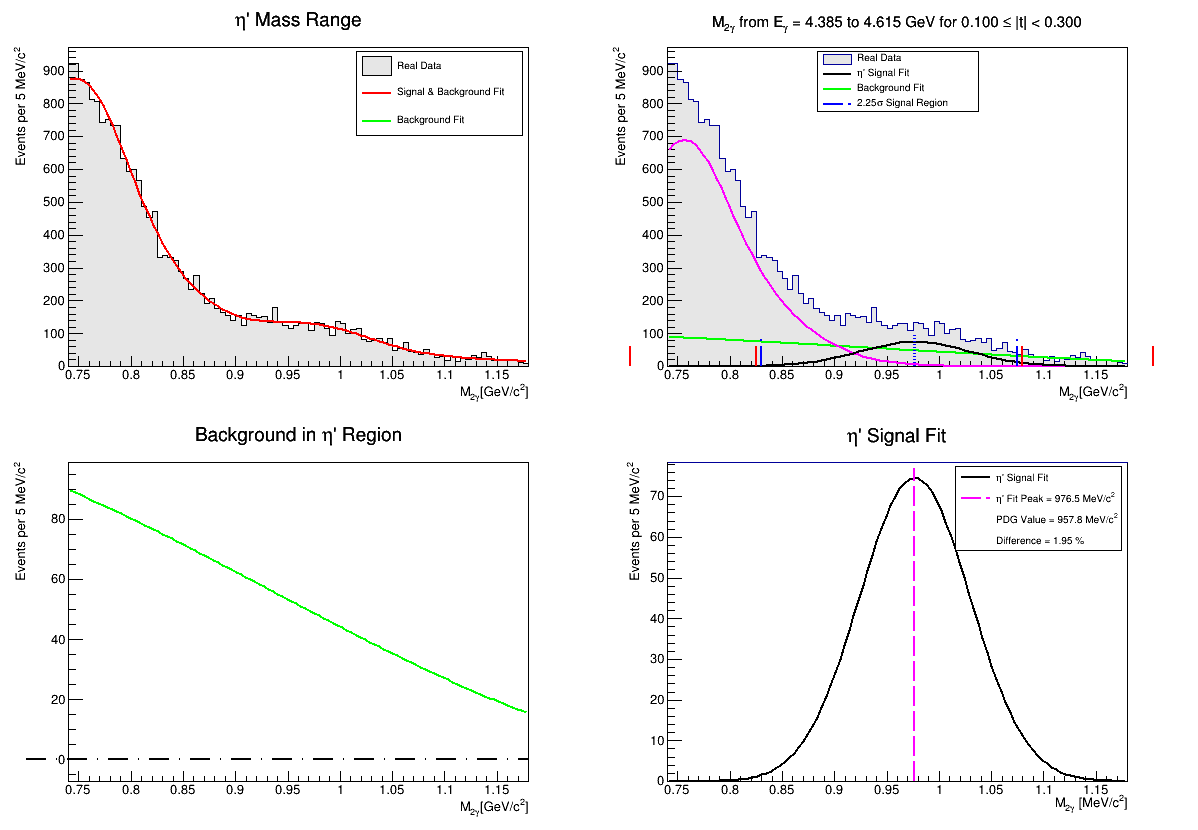 η' Mass Range
Events per 5 MeV/c²
900
800
700
600
500
400
300
200
100
0
Real Data
Signal & Background Fit
Background Fit
0.75 0.8 0.85 0.9 0.95 1 1.05 1.1 1.15
M₂γ[GeV/c²]
M₂γ from Eγ = 4.385 to 4.615 GeV for 0.100 ≤ |t| < 0.300
Events per 5 MeV/c²
900
800
700
600
500
400
300
200
100
0
Real Data
η' Signal Fit
Background Fit
2.25σ Signal Region
0.75 0.8 0.85 0.9 0.95 1 1.05 1.1 1.15
M₂γ[GeV/c²]
Background in η' Region
Events per 5 MeV/c²
80
60
40
20
0
0.75 0.8 0.85 0.9 0.95 1 1.05 1.1 1.15
M₂γ[GeV/c²]
η' Signal Fit
Events per 5 MeV/c²
70
60
50
40
30
20
10
0
η' Signal Fit
η' Fit Peak = 976.5 MeV/c²
PDG Value = 957.8 MeV/c²
Difference = 1.95 %
0.75 0.8 0.85 0.9 0.95 1 1.05 1.1 1.15
M₂γ [MeV/c²]